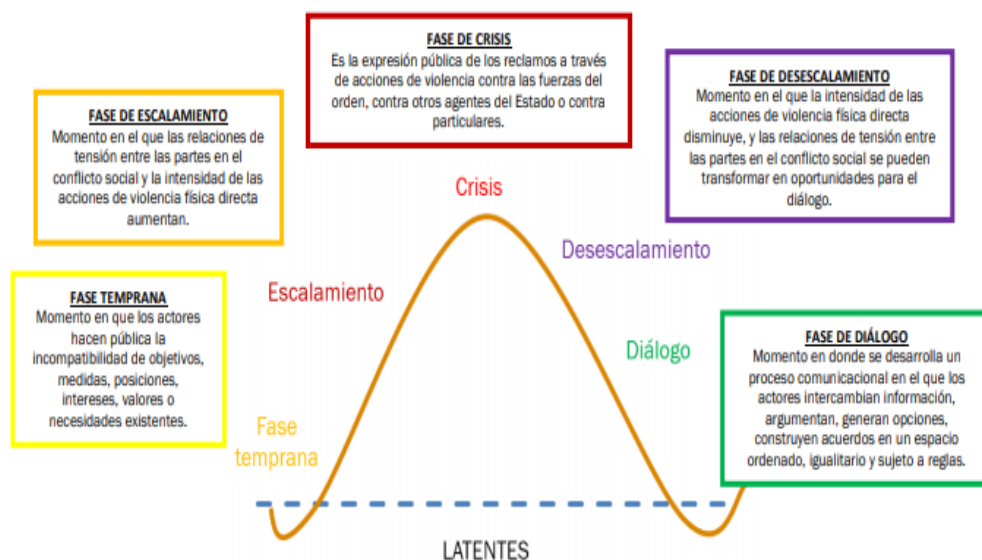 FASE DE CRISIS
Es la expresión pública de los reclamos a través
de acciones de violencia contra las fuerzas del
orden, contra otros agentes del Estado o contra
particulares.
FASE DE ESCALAMIENTO
Momento en el que las relaciones de
tensión entre las partes en el
conflicto social y la intensidad de las
acciones de violencia física directa
aumentan.
FASE DE DESESCALAMIENTO
Momento en el que la intensidad de las
acciones de violencia física directa
disminuye, y las relaciones de tensión entre
las partes en el conflicto social se pueden
transformar en oportunidades para el
diálogo.
Crisis
Desescalamiento
Escalamiento
FASE TEMPRANA
Momento en que los actores
hacen pública la
incompatibilidad de objetivos,
medidas, posiciones,
intereses, valores o
necesidades existentes.
Diálogo
FASE DE DIÁLOGO
Momento en donde se desarrolla un
proceso comunicacional en el que los
actores intercambian información,
argumentan, generan opciones,
construyen acuerdos en un espacio
ordenado, igualitario y sujeto a reglas.
Fase
temprana
LATENTES